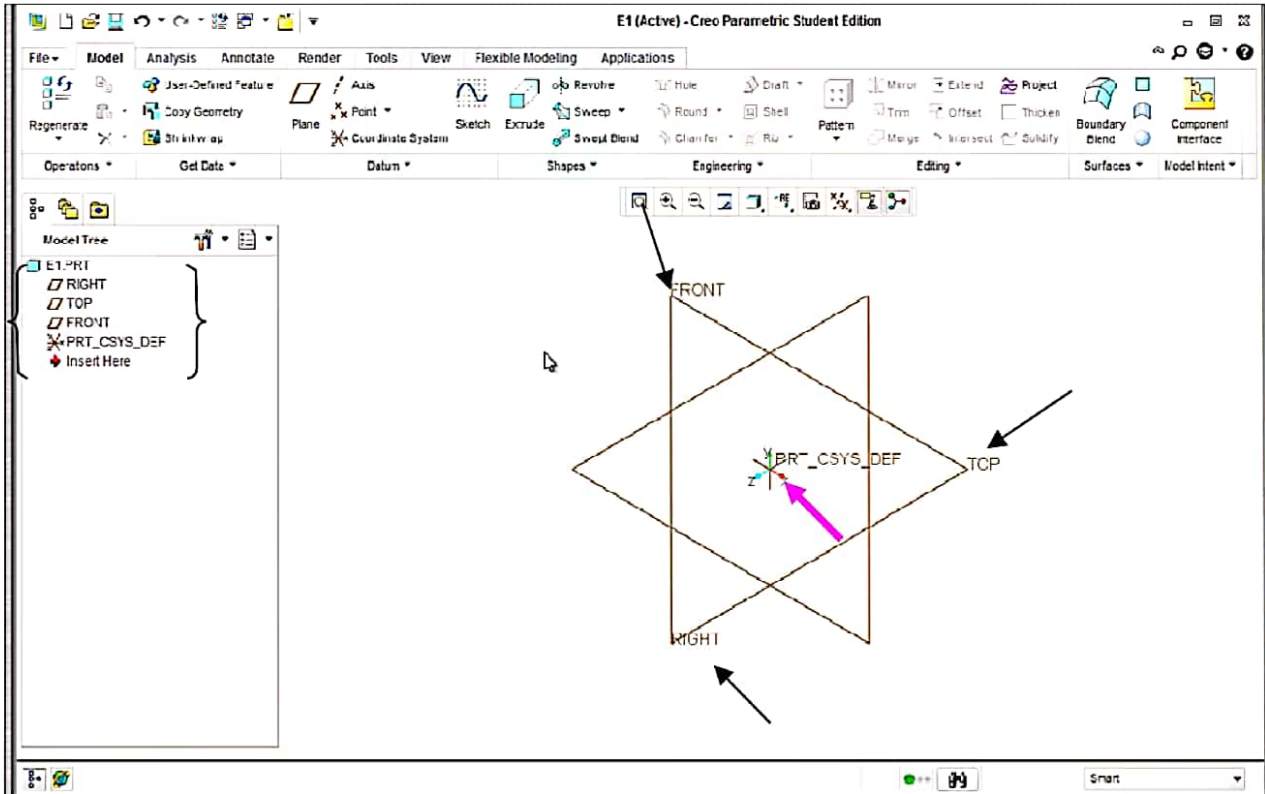 E1 (Active) - Creo Parametric Student Edition
File Model Analysis Annotate Render Tools View Flexible Modeling Applications
Regenerate
User-Defined Feature
Copy Geometry
Shrinkwrap
Plane
Axis
Point
Coordinate System
Sketch
Extrude
Revolve
Sweep
Swept Blend
Hole
Round
Chamfer
Draft
Shell
Rib
Pattern
Mirror
Trim
Merge
Extend
Offset
Intersect
Project
Thicken
Solidify
Boundary
Blend
Component
Interface
Operations Get Data Datum Shapes Engineering Editing Surfaces Model Intent
Model Tree
E1.PRT
RIGHT
TOP
FRONT
PRT_CSYS_DEF
Insert Here
FRONT
Y
PRT_CSYS_DEF
TOP
Z
X
RIGHT
Smart